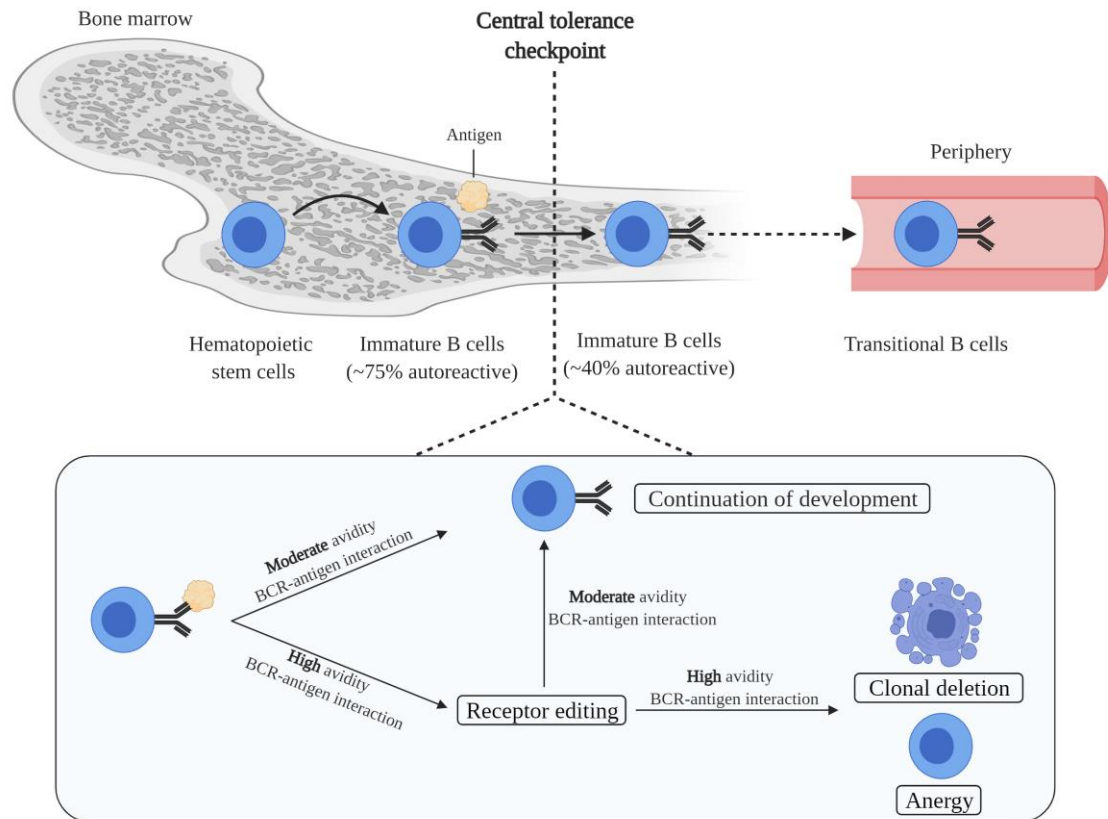 Bone marrow
Central tolerance
checkpoint
Antigen
Periphery
Hematopoietic
stem cells
Immature B cells
(~75% autoreactive)
Immature B cells
(~40% autoreactive)
Transitional B cells
Continuation of development
Moderate avidity
BCR-antigen interaction
Moderate avidity
BCR-antigen interaction
High avidity
BCR-antigen interaction
High avidity
BCR-antigen interaction
Receptor editing
Clonal deletion
Anergy